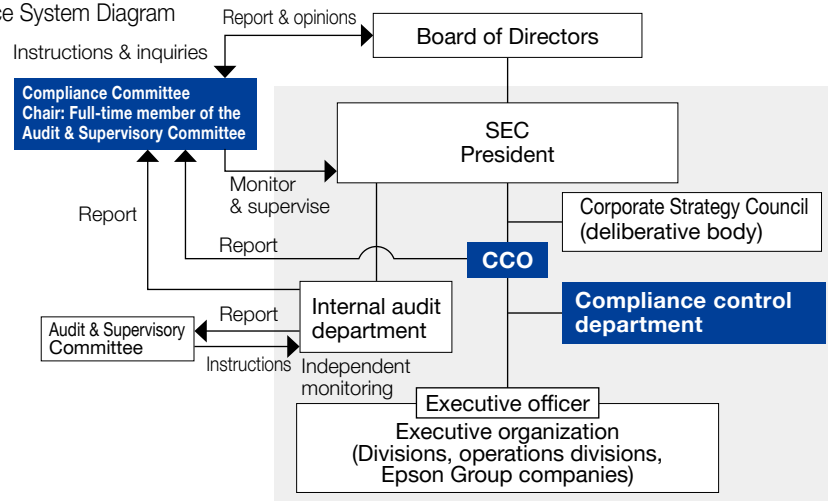 System Diagram
Report & opinions
Board of Directors
Instructions & inquiries
Compliance Committee
Chair: Full-time member of the
Audit & Supervisory Committee
SEC
President
Monitor
& supervise
Report
Corporate Strategy Council
(deliberative body)
Report
CCO
Compliance control
department
Internal audit
department
Report
Audit & Supervisory
Committee
Instructions
Independent
monitoring
Executive officer
Executive organization
(Divisions, operations divisions,
Epson Group companies)